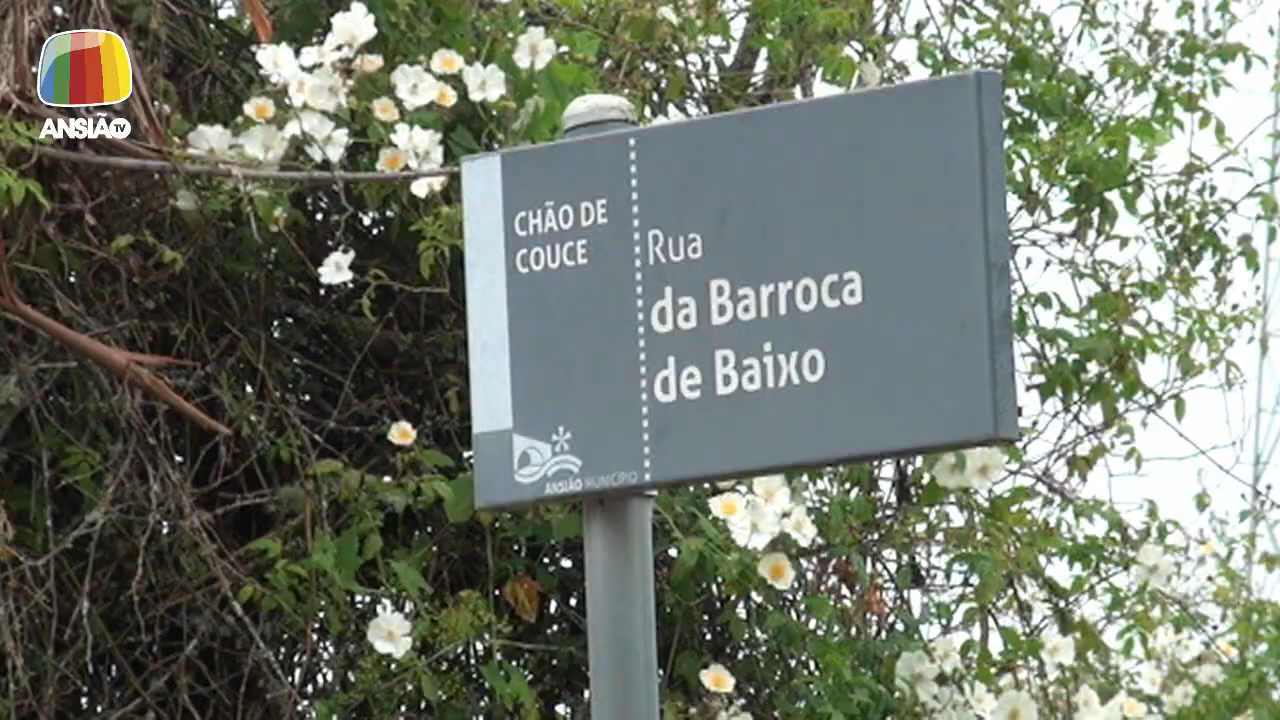 ANSIÃO TV
CHÃO DE
COUCE
Rua
da Barroca
de Baixo
ANSIÃO MUNICÍPIO